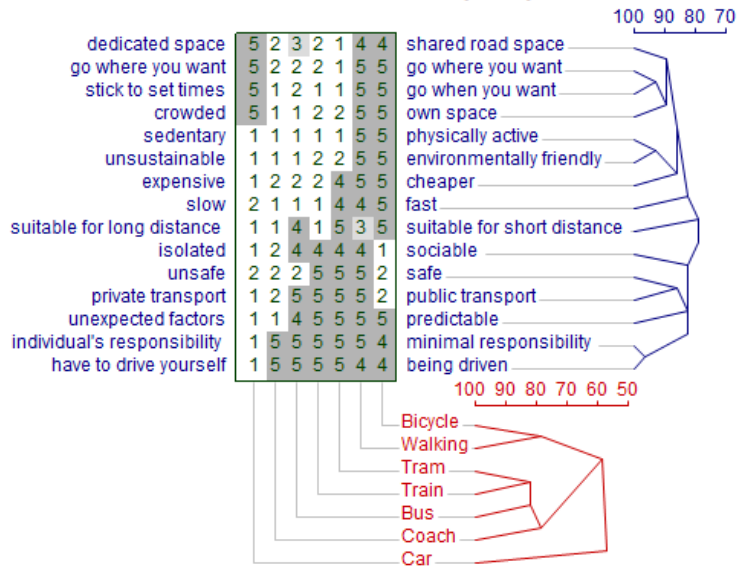 100 90 80 70
dedicated space 5 2 3 2 1 4 4 shared road space
go where you want 5 2 2 2 1 5 5 go where you want
stick to set times 5 1 2 1 1 5 5 go when you want
crowded 5 1 1 2 2 5 5 own space
sedentary 1 1 1 1 1 5 5 physically active
unsustainable 1 1 1 2 2 5 5 environmentally friendly
expensive 1 2 2 2 4 5 5 cheaper
slow 2 1 1 1 4 4 5 fast
suitable for long distance 1 1 4 1 5 3 5 suitable for short distance
isolated 1 2 4 4 4 4 1 sociable
unsafe 2 2 2 5 5 5 2 safe
private transport 1 2 5 5 5 5 2 public transport
unexpected factors 1 1 4 5 5 5 5 predictable
individual's responsibility 1 5 5 5 5 5 4 minimal responsibility
have to drive yourself 1 5 5 5 5 4 4 being driven
100 90 80 70 60 50
Bicycle
Walking
Tram
Train
Bus
Coach
Car